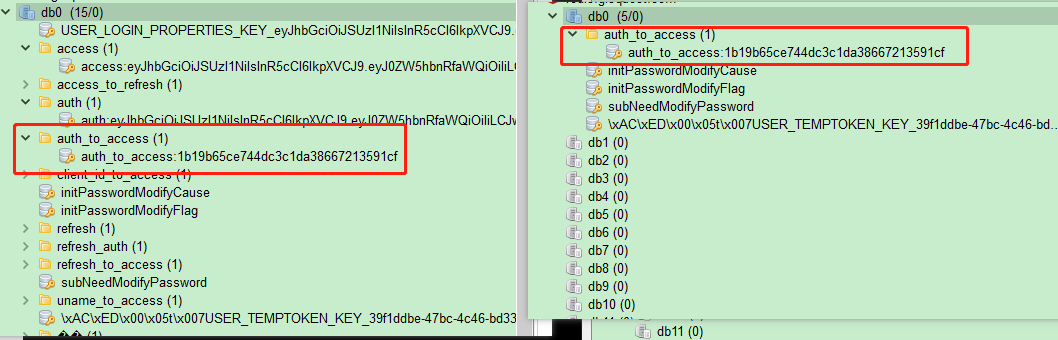 db0 (15/0)
USER_LOGIN_PROPERTIES_KEY_eyJhbGciOiJSUzI1NiIsInR5cCI6IkpXVCJ9.
access (1)
access:eyJhbGciOiJSUzI1NiIsInR5cCI6IkpXVCJ9.eyJ0ZW5hbnRfaWQiOiIiLC
access_to_refresh (1)
auth (1)
auth:eyJhbGciOiJSUzI1NiIsInR5cCI6IkpXVCJ9.eyJ0ZW5hbnRfaWQiOiIiLCJw
auth_to_access (1)
auth_to_access:1b19b65ce744dc3c1da38667213591cf
client_id_to_access (1)
initPasswordModifyCause
initPasswordModifyFlag
refresh (1)
refresh_auth (1)
refresh_to_access (1)
subNeedModifyPassword
uname_to_access (1)
\xAC\xED\x00\x05t\x007USER_TEMPTOKEN_KEY_39f1ddbe-47bc-4c46-bd33
�� (1)
db0 (5/0)
auth_to_access (1)
auth_to_access:1b19b65ce744dc3c1da38667213591cf
initPasswordModifyCause
initPasswordModifyFlag
subNeedModifyPassword
\xAC\xED\x00\x05t\x007USER_TEMPTOKEN_KEY_39f1ddbe-47bc-4c46-bd...
db1 (0)
db2 (0)
db3 (0)
db4 (0)
db5 (0)
db6 (0)
db7 (0)
db8 (0)
db9 (0)
db10 (0)
db11 (0)